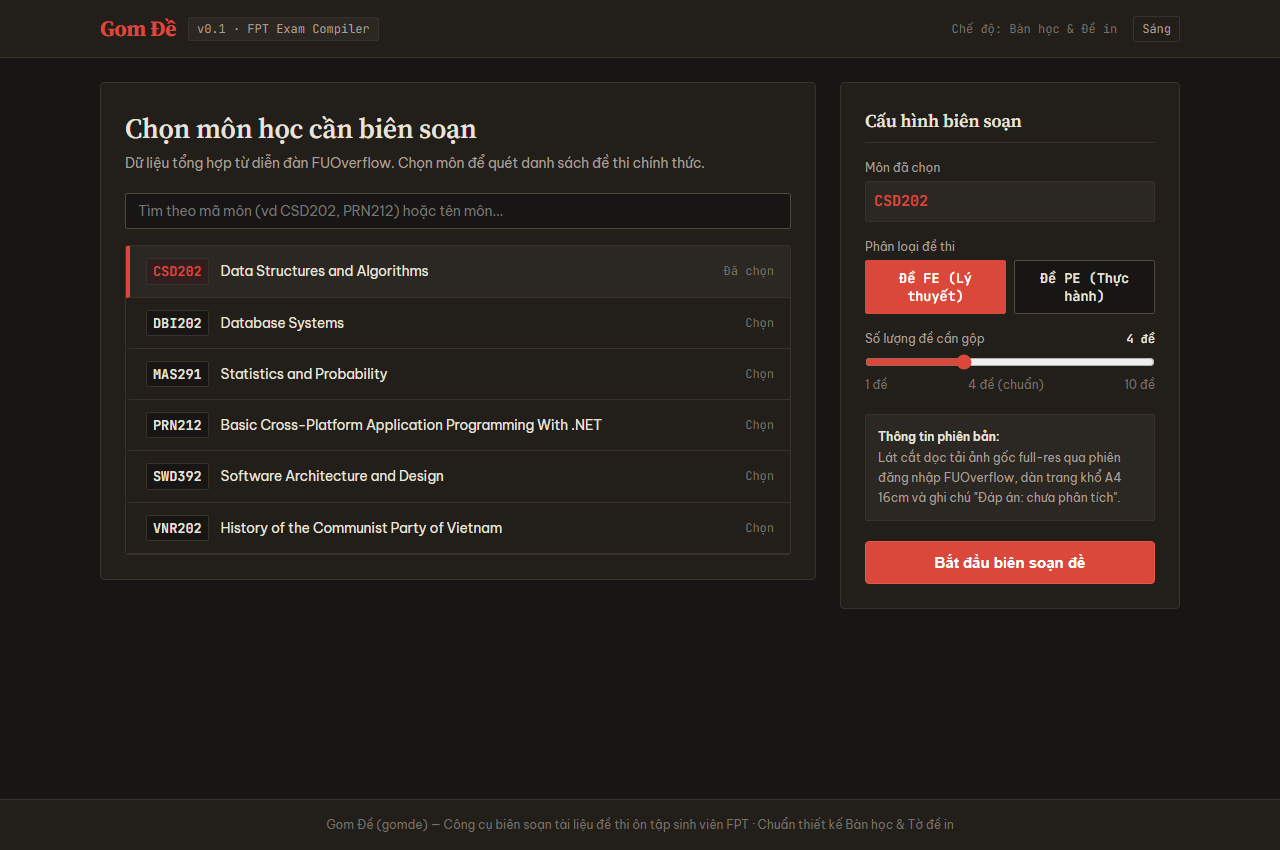 Gom Đề
v0.1 · FPT Exam Compiler
Chế độ: Bàn học & Đề in
Sáng
Chọn môn học cần biên soạn
Dữ liệu tổng hợp từ diễn đàn FUOverflow. Chọn môn để quét danh sách đề thi chính thức.
Tìm theo mã môn (vd CSD202, PRN212) hoặc tên môn...
CSD202 Data Structures and Algorithms Đã chọn
DBI202 Database Systems Chọn
MAS291 Statistics and Probability Chọn
PRN212 Basic Cross-Platform Application Programming With .NET Chọn
SWD392 Software Architecture and Design Chọn
VNR202 History of the Communist Party of Vietnam Chọn
Cấu hình biên soạn
Môn đã chọn
CSD202
Phân loại đề thi
Đề FE (Lý
thuyết)
Đề PE (Thực
hành)
Số lượng đề cần gộp 4 đề
1 đề 4 đề (chuẩn) 10 đề
Thông tin phiên bản:
Lát cắt dọc tải ảnh gốc full-res qua phiên
đăng nhập FUOverflow, dàn trang khổ A4
16cm và ghi chú "Đáp án: chưa phân tích".
Bắt đầu biên soạn đề
Gom Đề (gomde) — Công cụ biên soạn tài liệu đề thi ôn tập sinh viên FPT · Chuẩn thiết kế Bàn học & Tờ đề in